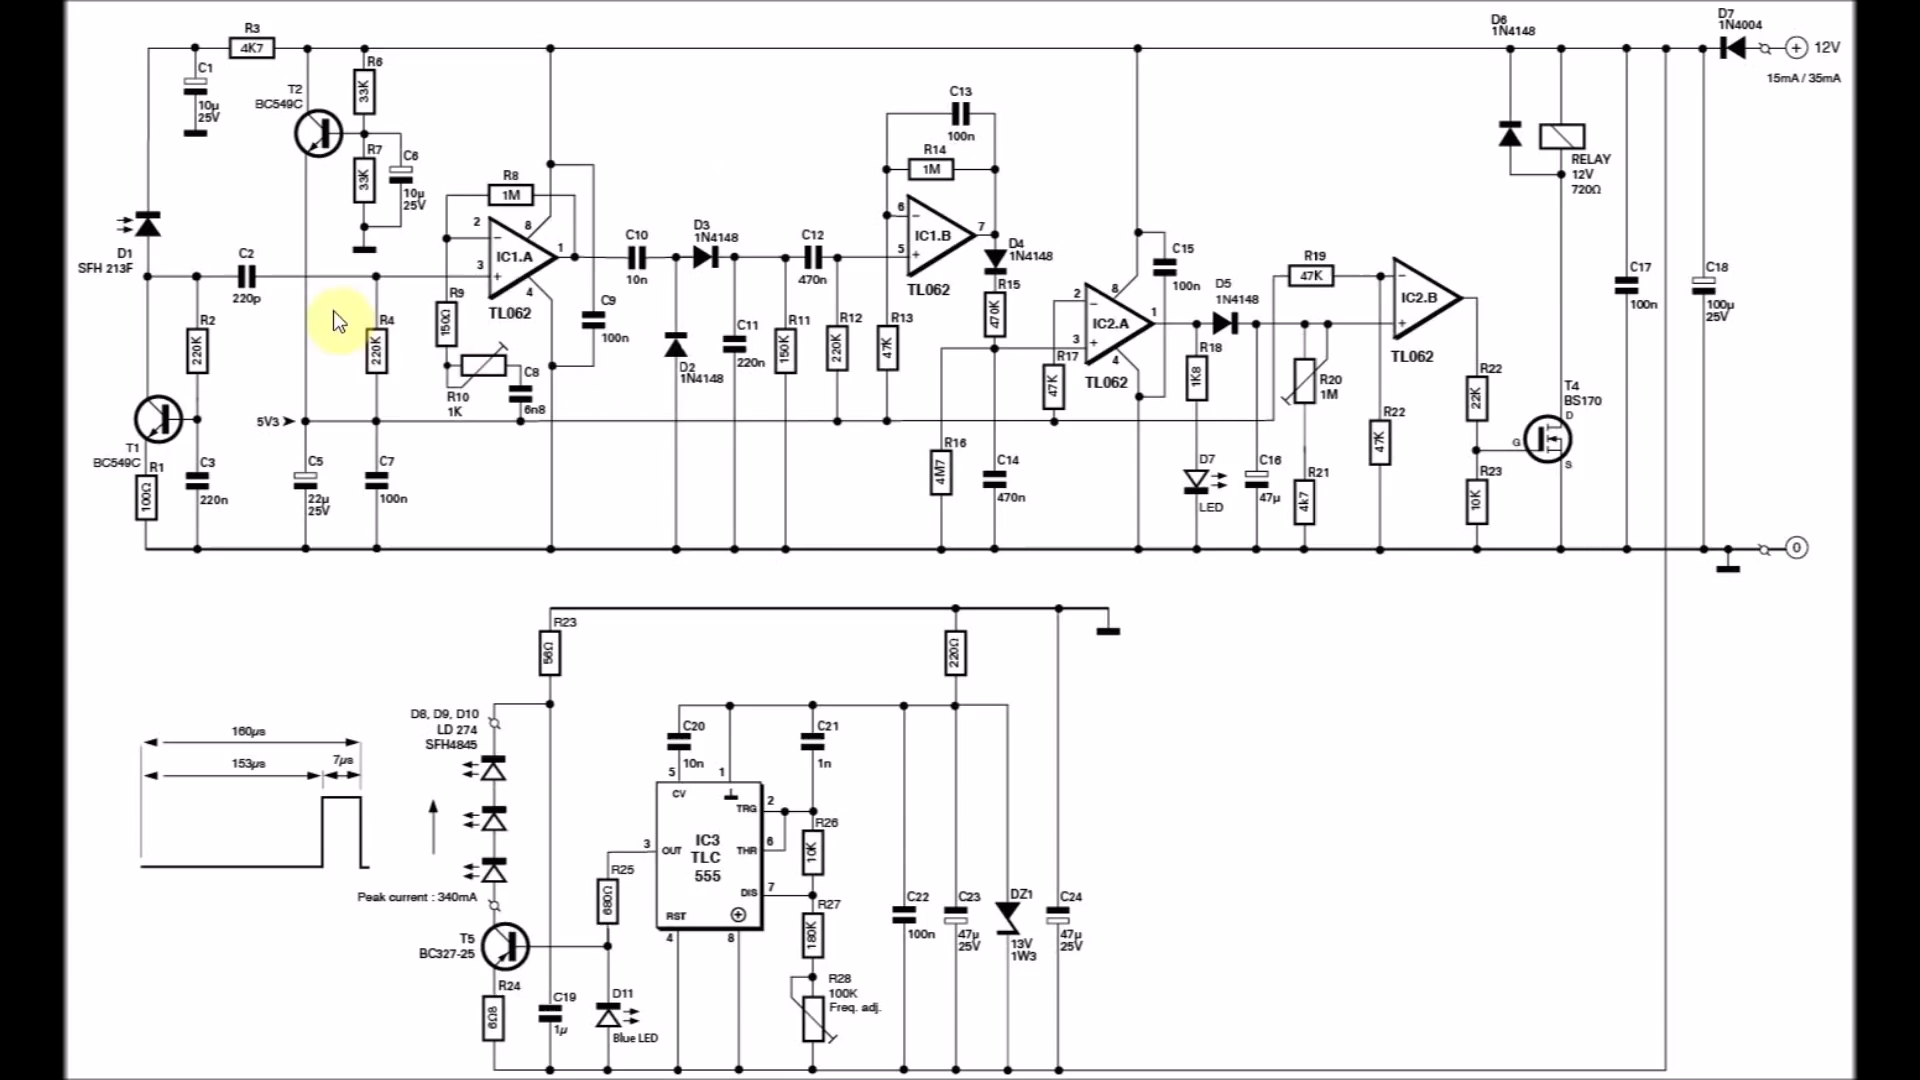 R3
4K7
C1
10µ
25V
T2
BC549C
R6
33K
R7
33K
C6
10µ
25V
D1
SFH 213F
C2
220p
R2
220K
R4
220K
T1
BC549C
R1
100Ω
C3
220n
5V3
C5
22µ
25V
C7
100n
R8
1M
2
8
3
4
1
-
+
IC1.A
TL062
R9
150Ω
R10
1K
C8
6n8
C9
100n
C10
10n
D3
1N4148
D2
1N4148
C11
220n
R11
150K
C12
470n
R12
220K
R13
47K
C13
100n
R14
1M
6
5
7
-
+
IC1.B
TL062
D4
1N4148
R15
470K
R16
4M7
C14
470n
2
8
3
4
1
-
+
IC2.A
TL062
R17
47K
C15
100n
D5
1N4148
R18
1K8
D7
LED
C16
47µ
R19
47K
R20
1M
R21
4k7
-
+
IC2.B
TL062
R22
47K
R22
22K
R23
10K
T4
BS170
D
G
S
D6
1N4148
RELAY
12V
720Ω
C17
100n
C18
100µ
25V
D7
1N4004
+
12V
15mA / 35mA
0
160µs
153µs
7µs
R23
56Ω
D8, D9, D10
LD 274
SFH4845
Peak current : 340mA
T5
BC327-25
R24
6Ω8
C19
1µ
R25
680Ω
D11
Blue LED
C20
10n
5
1
CV
TRG
2
3
OUT
IC3
TLC
555
THR
6
DIS
7
RST
+
4
8
C21
1n
R26
10K
R27
180K
R28
100K
Freq. adj.
220Ω
C22
100n
C23
47µ
25V
DZ1
13V
1W3
C24
47µ
25V